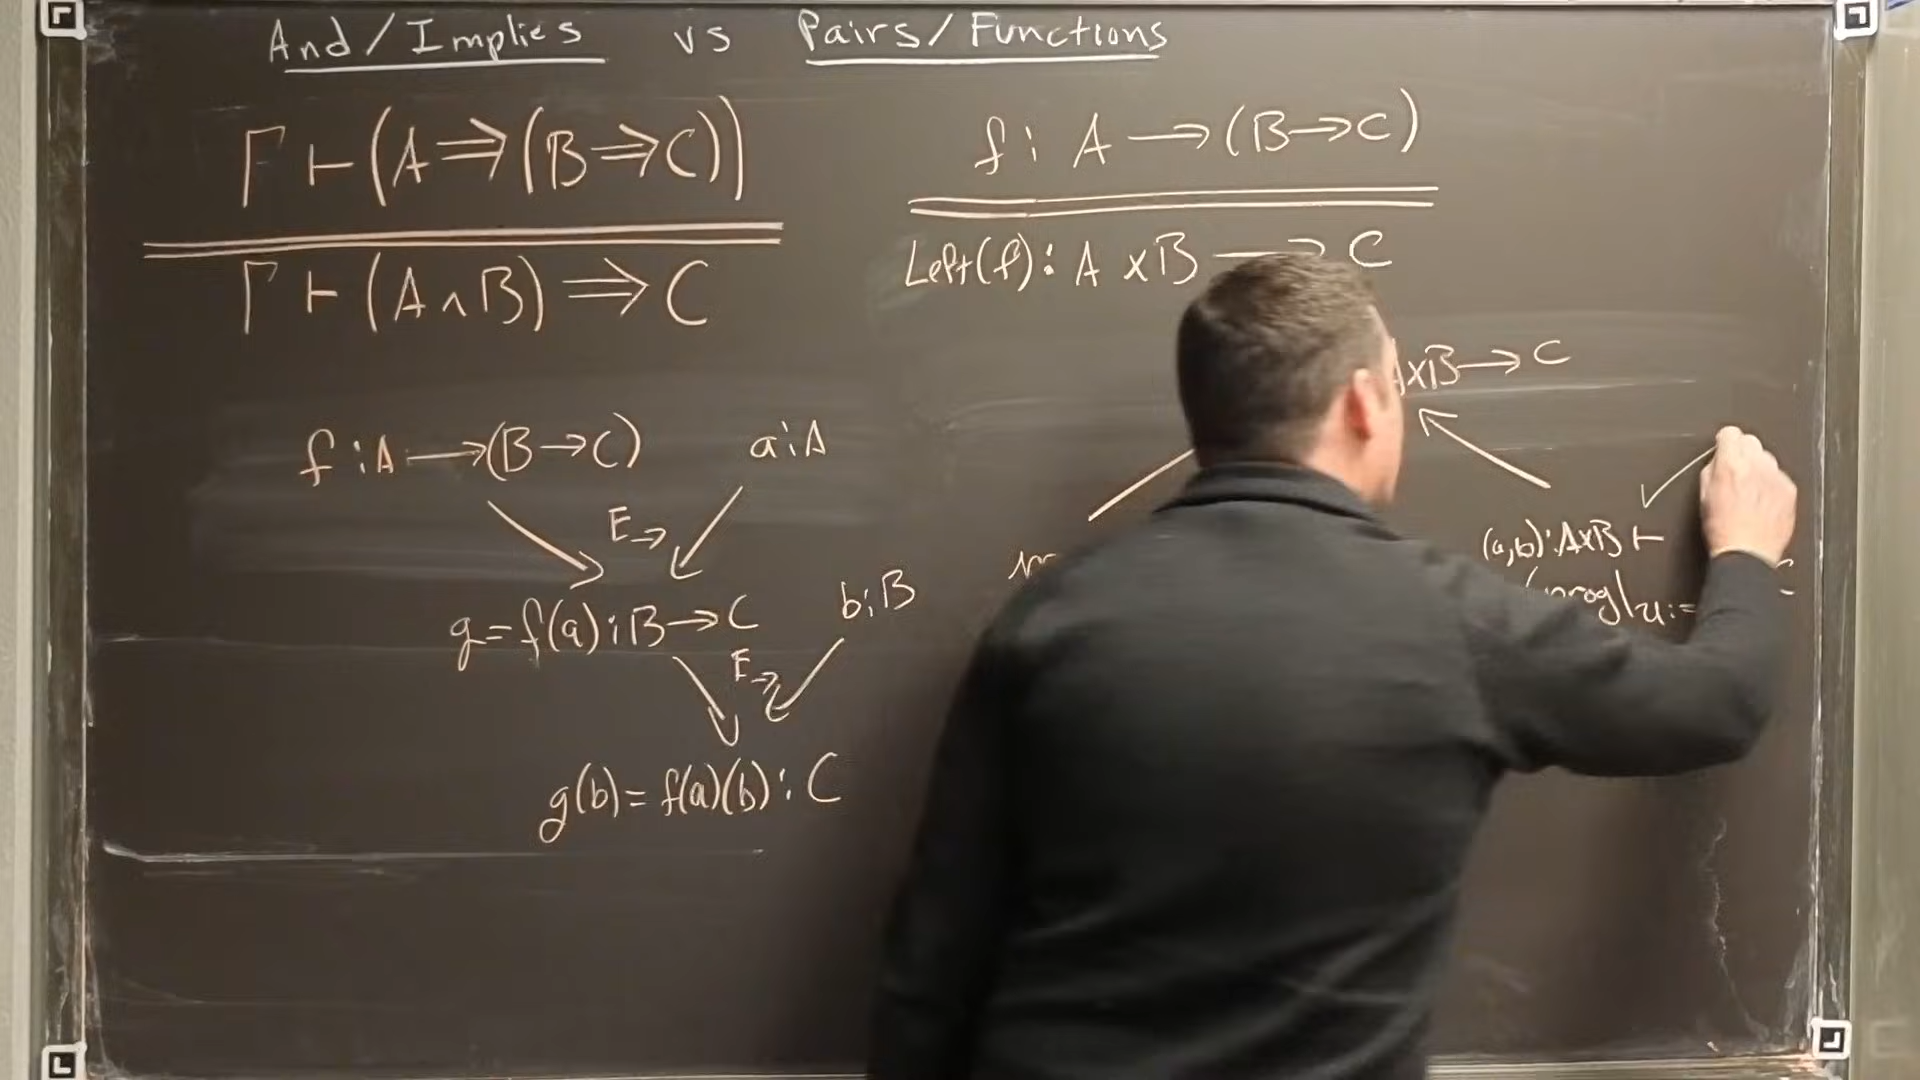 And/Implies vs Pairs/Functions
Γ ⊢ (A ⇒ (B ⇒ C))
Γ ⊢ (A ∧ B) ⇒ C
f : A → (B → C)
Left(f) : A × B → C
f : A → (B → C) a : A
E→
g = f(a) : B → C b : B
E→
g(b) = f(a)(b) : C
A×B → C
(a,b) : A×B ⊢